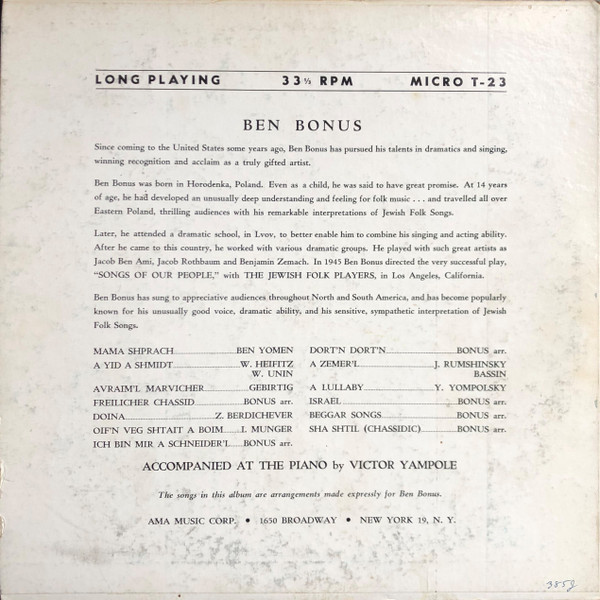 LONG PLAYING 33⅓ RPM MICRO T-23
BEN BONUS
Since coming to the United States some years ago, Ben Bonus has pursued his talents in dramatics and singing,
winning recognition and acclaim as a truly gifted artist.
Ben Bonus was born in Horodenka, Poland. Even as a child, he was said to have great promise. At 14 years
of age, he had developed an unusually deep understanding and feeling for folk music . . . and travelled all over
Eastern Poland, thrilling audiences with his remarkable interpretations of Jewish Folk Songs.
Later, he attended a dramatic school, in Lvov, to better enable him to combine his singing and acting ability.
After he came to this country, he worked with various dramatic groups. He played with such great artists as
Jacob Ben Ami, Jacob Rothbaum and Benjamin Zemach. In 1945 Ben Bonus directed the very successful play,
"SONGS OF OUR PEOPLE," with THE JEWISH FOLK PLAYERS, in Los Angeles, California.
Ben Bonus has sung to appreciative audiences throughout North and South America, and has become popularly
known for his unusually good voice, dramatic ability, and his sensitive, sympathetic interpretation of Jewish
Folk Songs.
MAMA SHPRACH BEN YOMEN
A YID A SHMIDT W. HEIFITZ
W. UNIN
AVRAIM'L MARVICHER GEBIRTIG
FREILICHER CHASSID BONUS arr.
DOINA Z. BERDICHEVER
OIF'N VEG SHTAIT A BOIM I. MUNGER
ICH BIN MIR A SCHNEIDER'L BONUS arr.
DORT'N DORT'N BONUS arr.
A ZEMER'L J. RUMSHINSKY
BASSIN
A LULLABY Y. YOMPOLSKY
ISRAEL BONUS arr.
BEGGAR SONGS BONUS arr.
SHA SHTIL (CHASSIDIC) BONUS arr.
ACCOMPANIED AT THE PIANO by VICTOR YAMPOLE
The songs in this album are arrangements made expressly for Ben Bonus.
AMA MUSIC CORP. • 1650 BROADWAY • NEW YORK 19, N. Y.